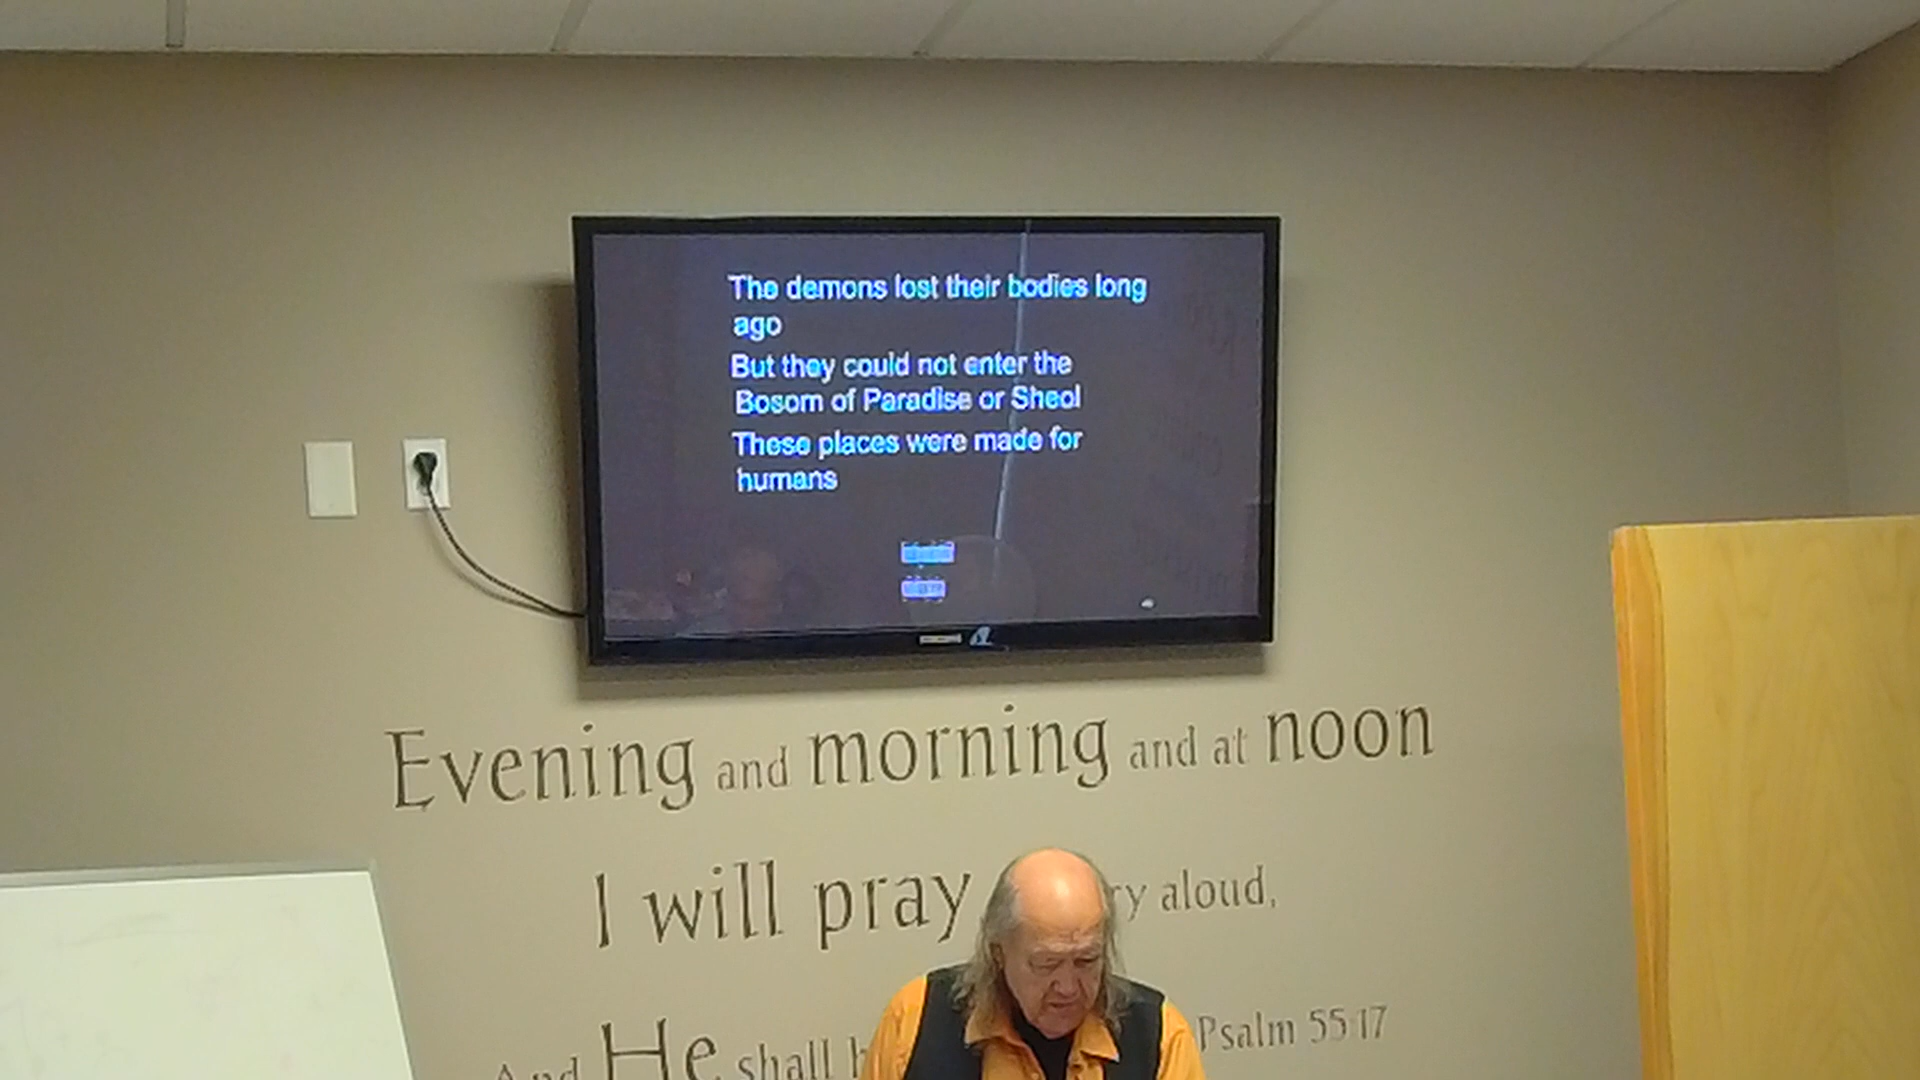 The demons lost their bodies long
ago
But they could not enter the
Bosom of Paradise or Sheol
These places were made for
humans
Evening and morning and at noon
I will pray ry aloud,
And He shall h Psalm 55:17